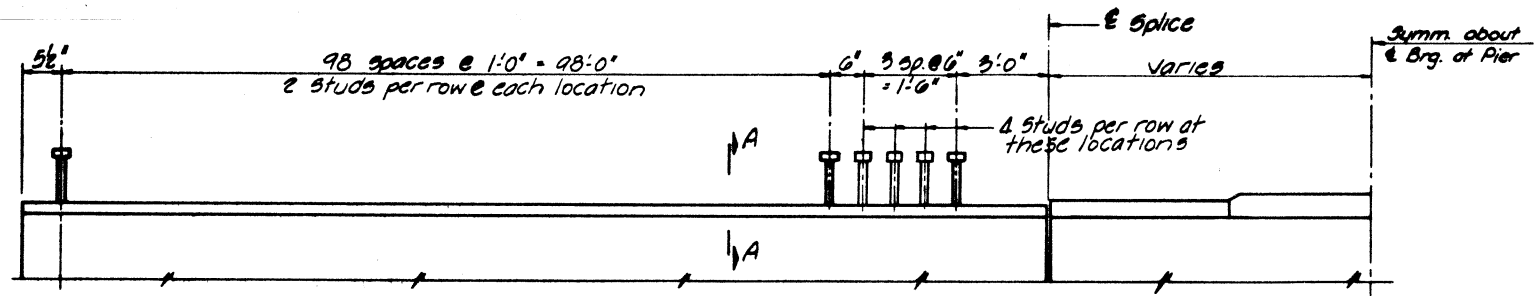 ℄ Splice
Symm. about
℄ Brg. at Pier
5½"
98 spaces @ 1'-0" = 98'-0"
2 Studs per row @ each location
6"
3 sp.@6"
= 1'-6"
3'-0"
varies
4 Studs per row at
these locations
A
A